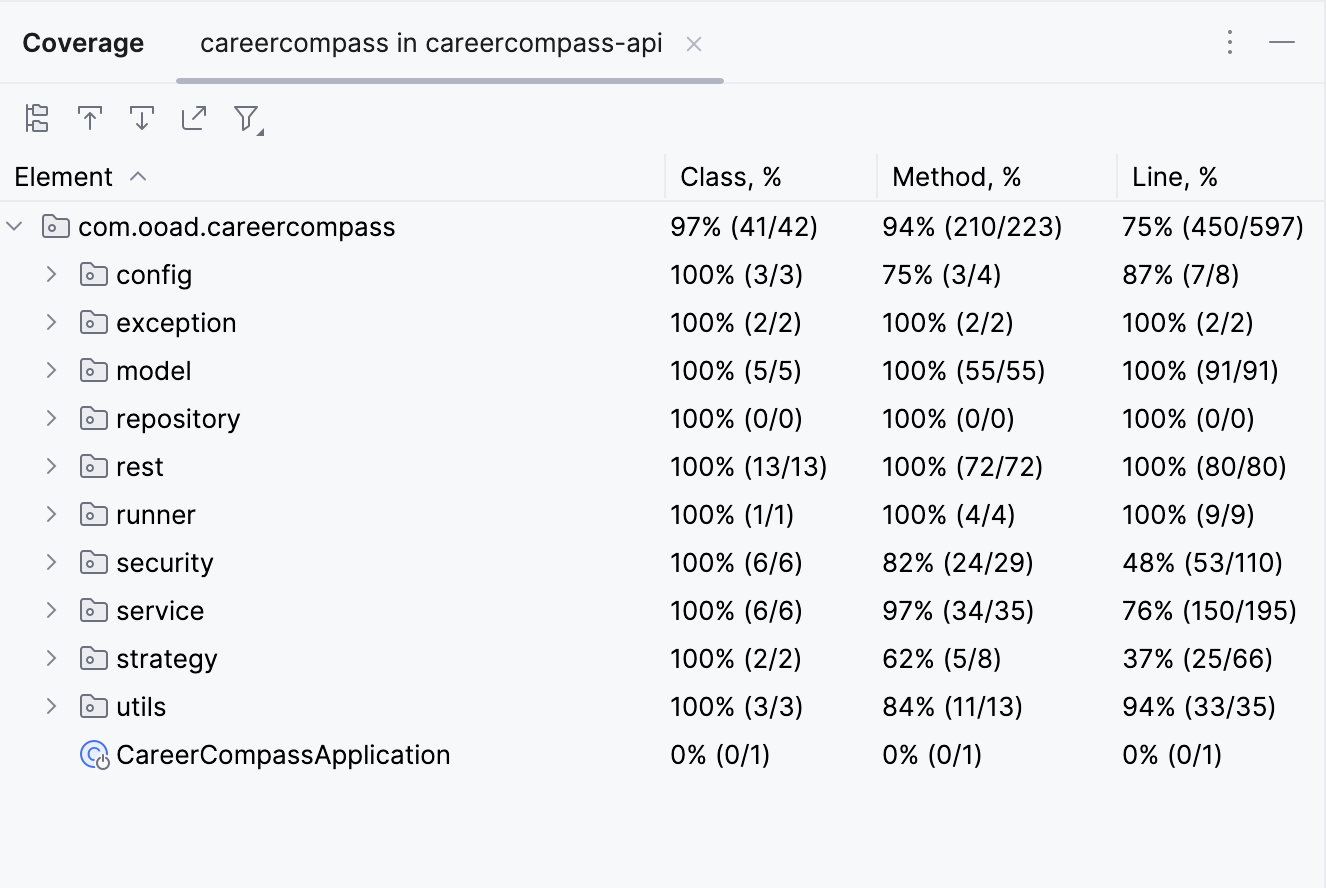 Coverage careercompass in careercompass-api
Element Class, % Method, % Line, %
com.ooad.careercompass 97% (41/42) 94% (210/223) 75% (450/597)
config 100% (3/3) 75% (3/4) 87% (7/8)
exception 100% (2/2) 100% (2/2) 100% (2/2)
model 100% (5/5) 100% (55/55) 100% (91/91)
repository 100% (0/0) 100% (0/0) 100% (0/0)
rest 100% (13/13) 100% (72/72) 100% (80/80)
runner 100% (1/1) 100% (4/4) 100% (9/9)
security 100% (6/6) 82% (24/29) 48% (53/110)
service 100% (6/6) 97% (34/35) 76% (150/195)
strategy 100% (2/2) 62% (5/8) 37% (25/66)
utils 100% (3/3) 84% (11/13) 94% (33/35)
CareerCompassApplication 0% (0/1) 0% (0/1) 0% (0/1)